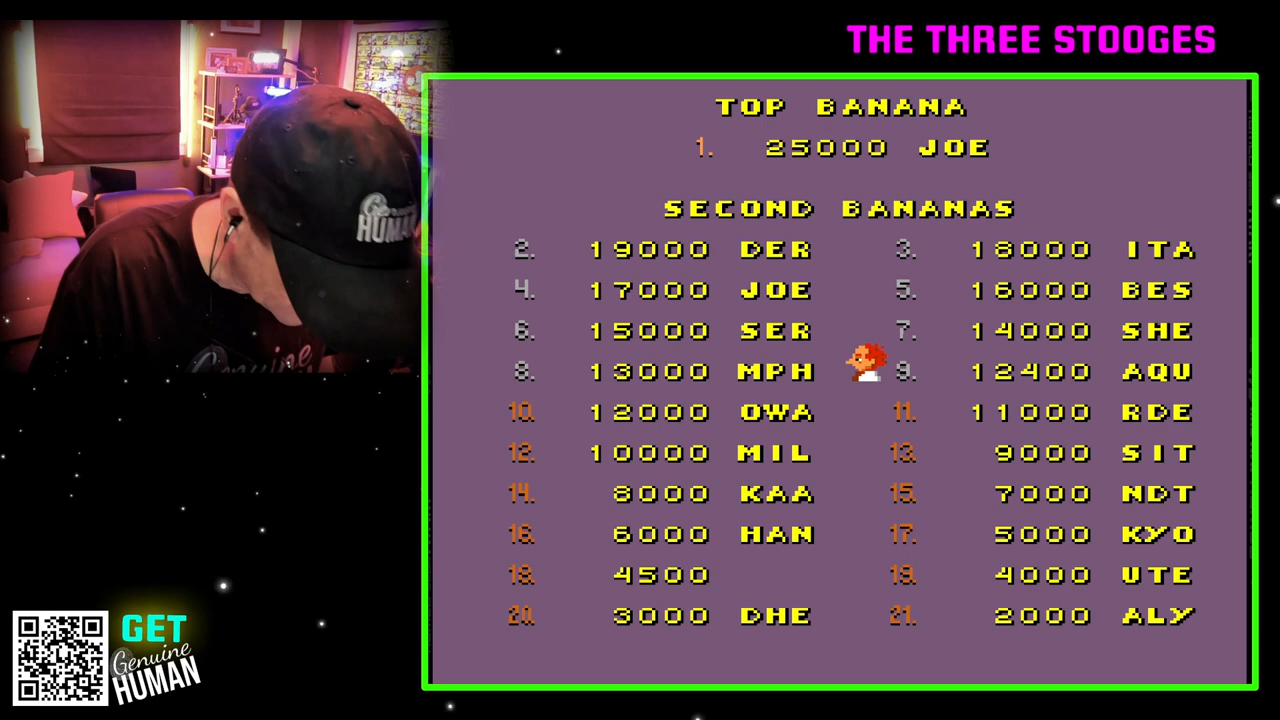 THE THREE STOOGES
TOP BANANA
1. 25000 JOE
SECOND BANANAS
2. 19000 DER 3. 18000 ITA
4. 17000 JOE 5. 16000 BES
6. 15000 SER 7. 14000 SHE
8. 13000 MPH 9. 12400 AQU
10. 12000 OWA 11. 11000 RDE
12. 10000 MIL 13. 9000 SIT
14. 8000 KAA 15. 7000 NDT
16. 6000 HAN 17. 5000 KYO
18. 4500 19. 4000 UTE
20. 3000 DHE 21. 2000 ALY
Genuine
HUMAN
Genuine
GET
Genuine
HUMAN